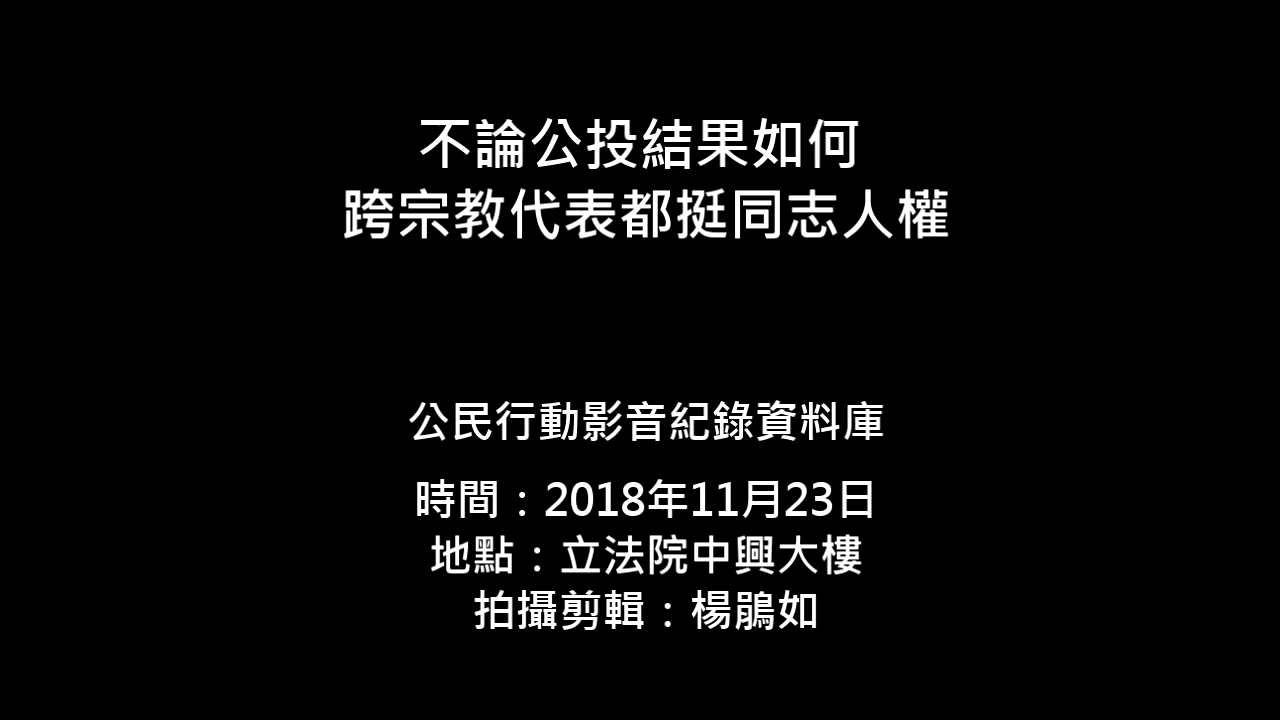 不論公投結果如何
跨宗教代表都挺同志人權
公民行動影音紀錄資料庫
時間：2018年11月23日
地點：立法院中興大樓
拍攝剪輯：楊鵑如